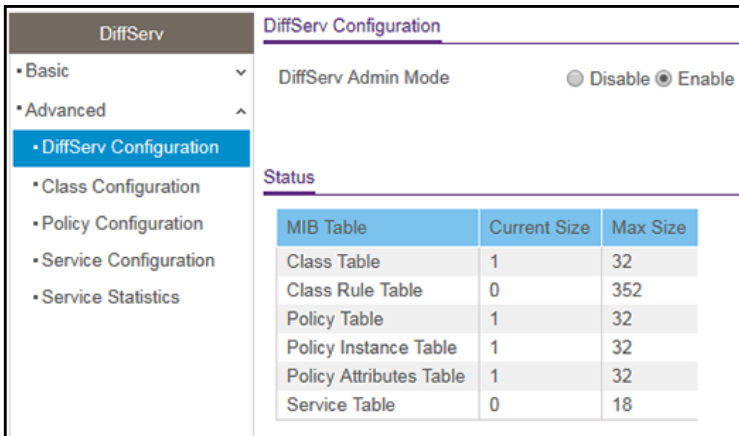 DiffServ
Basic
Advanced
DiffServ Configuration
Class Configuration
Policy Configuration
Service Configuration
Service Statistics
DiffServ Configuration
DiffServ Admin Mode Disable Enable
Status
MIB Table Current Size Max Size
Class Table 1 32
Class Rule Table 0 352
Policy Table 1 32
Policy Instance Table 1 32
Policy Attributes Table 1 32
Service Table 0 18